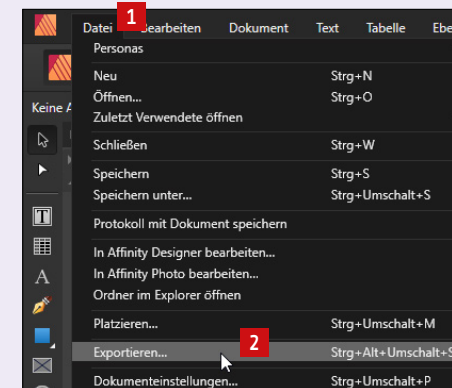 Datei 1 Bearbeiten Dokument Text Tabelle Ebe
Personas
Neu Strg+N
Öffnen... Strg+O
Zuletzt Verwendete öffnen
Keine A
Schließen Strg+W
Speichern Strg+S
Speichern unter... Strg+Umschalt+S
Protokoll mit Dokument speichern
In Affinity Designer bearbeiten...
In Affinity Photo bearbeiten...
Ordner im Explorer öffnen
Platzieren... Strg+Umschalt+M
Exportieren... 2 Strg+Alt+Umschalt+S
Dokumenteinstellungen... Strg+Umschalt+P